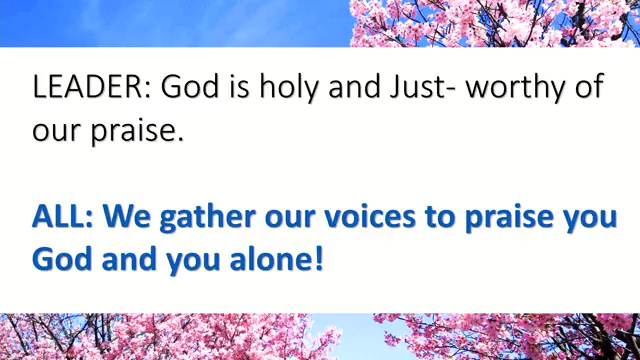 LEADER: God is holy and Just- worthy of
our praise.
ALL: We gather our voices to praise you
God and you alone!